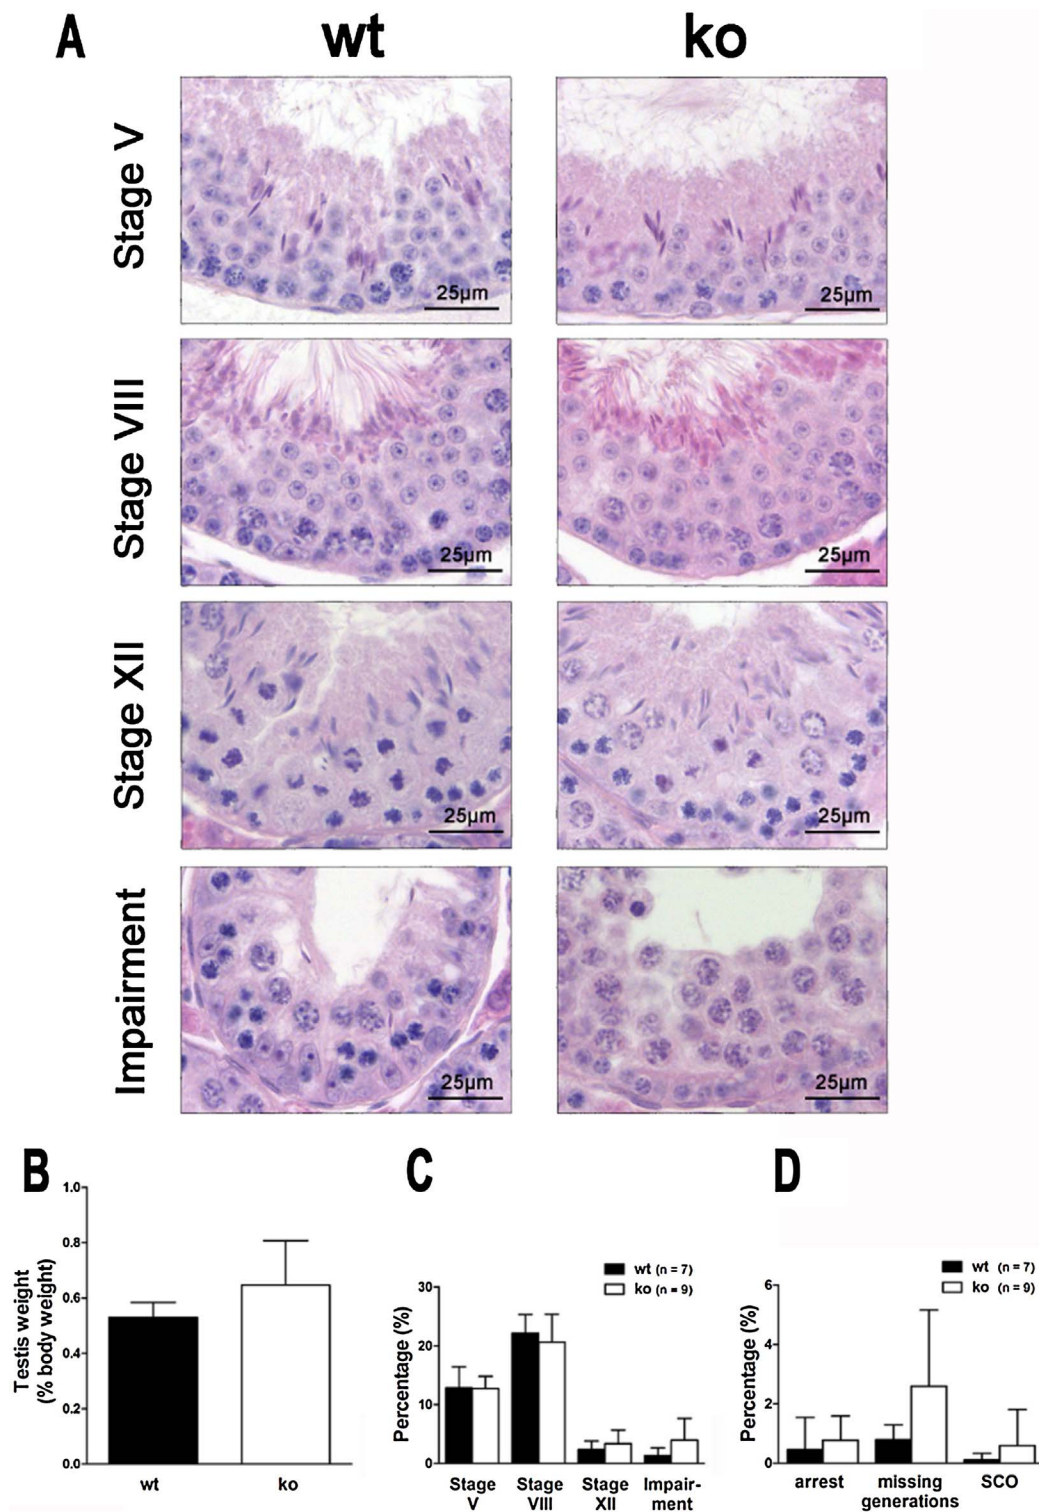 A
wt
ko
Stage V
25µm
25µm
Stage VIII
25µm
25µm
Stage XII
25µm
25µm
Impairment
25µm
25µm
B
Testis weight
(% body weight)
1.0
0.8
0.6
0.4
0.2
0.0
wt
ko
C
wt (n = 7)
ko (n = 9)
Percentage (%)
30
20
10
0
Stage
V
Stage
VIII
Stage
XII
Impair-
ment
D
wt (n = 7)
ko (n = 9)
Percentage (%)
6
4
2
0
arrest
missing
generations
SCO